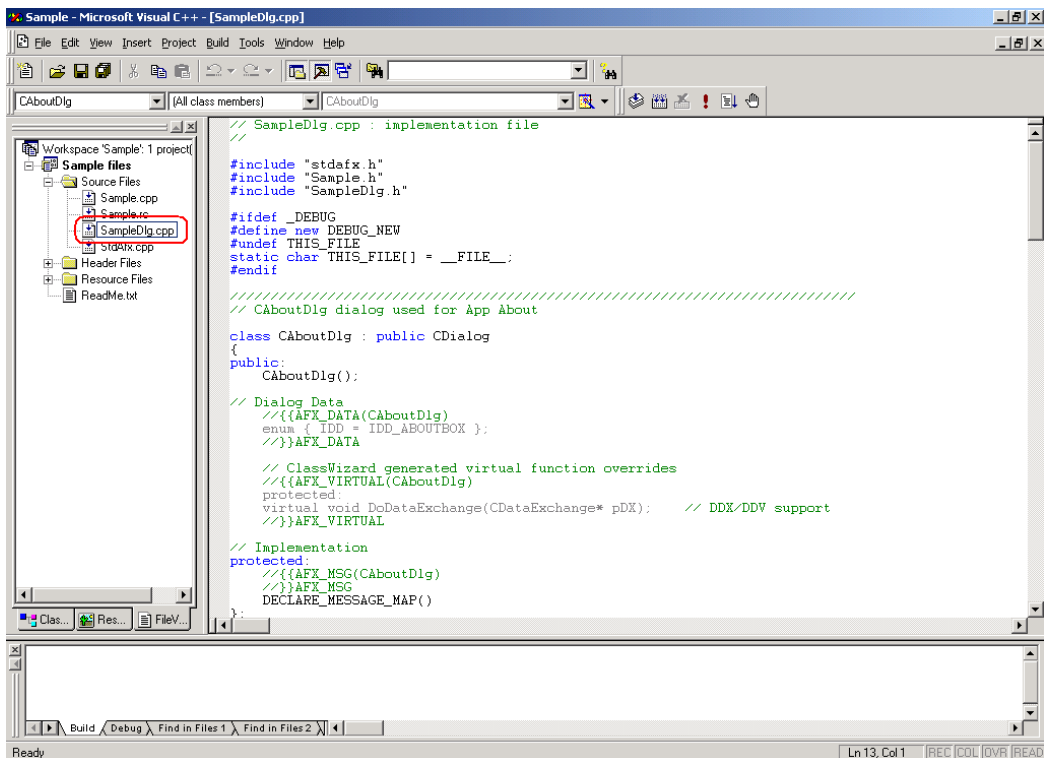 Sample - Microsoft Visual C++ - [SampleDlg.cpp]
File Edit View Insert Project Build Tools Window Help
CAboutDlg (All class members) CAboutDlg
Workspace 'Sample': 1 project(
Sample files
Source Files
Sample.cpp
Sample.rc
SampleDlg.cpp
StdAfx.cpp
Header Files
Resource Files
ReadMe.txt
Clas... Res... FileV...
// SampleDlg.cpp : implementation file
//
#include "stdafx.h"
#include "Sample.h"
#include "SampleDlg.h"
#ifdef _DEBUG
#define new DEBUG_NEW
#undef THIS_FILE
static char THIS_FILE[] = __FILE__;
#endif
/////////////////////////////////////////////////////////////////////////////
// CAboutDlg dialog used for App About
class CAboutDlg : public CDialog
{
public:
CAboutDlg();
// Dialog Data
//{{AFX_DATA(CAboutDlg)
enum { IDD = IDD_ABOUTBOX };
//}}AFX_DATA
// ClassWizard generated virtual function overrides
//{{AFX_VIRTUAL(CAboutDlg)
protected:
virtual void DoDataExchange(CDataExchange* pDX); // DDX/DDV support
//}}AFX_VIRTUAL
// Implementation
protected:
//{{AFX_MSG(CAboutDlg)
//}}AFX_MSG
DECLARE_MESSAGE_MAP()
};
Build Debug Find in Files 1 Find in Files 2
Ready Ln 13, Col 1 REC COL OVR READ